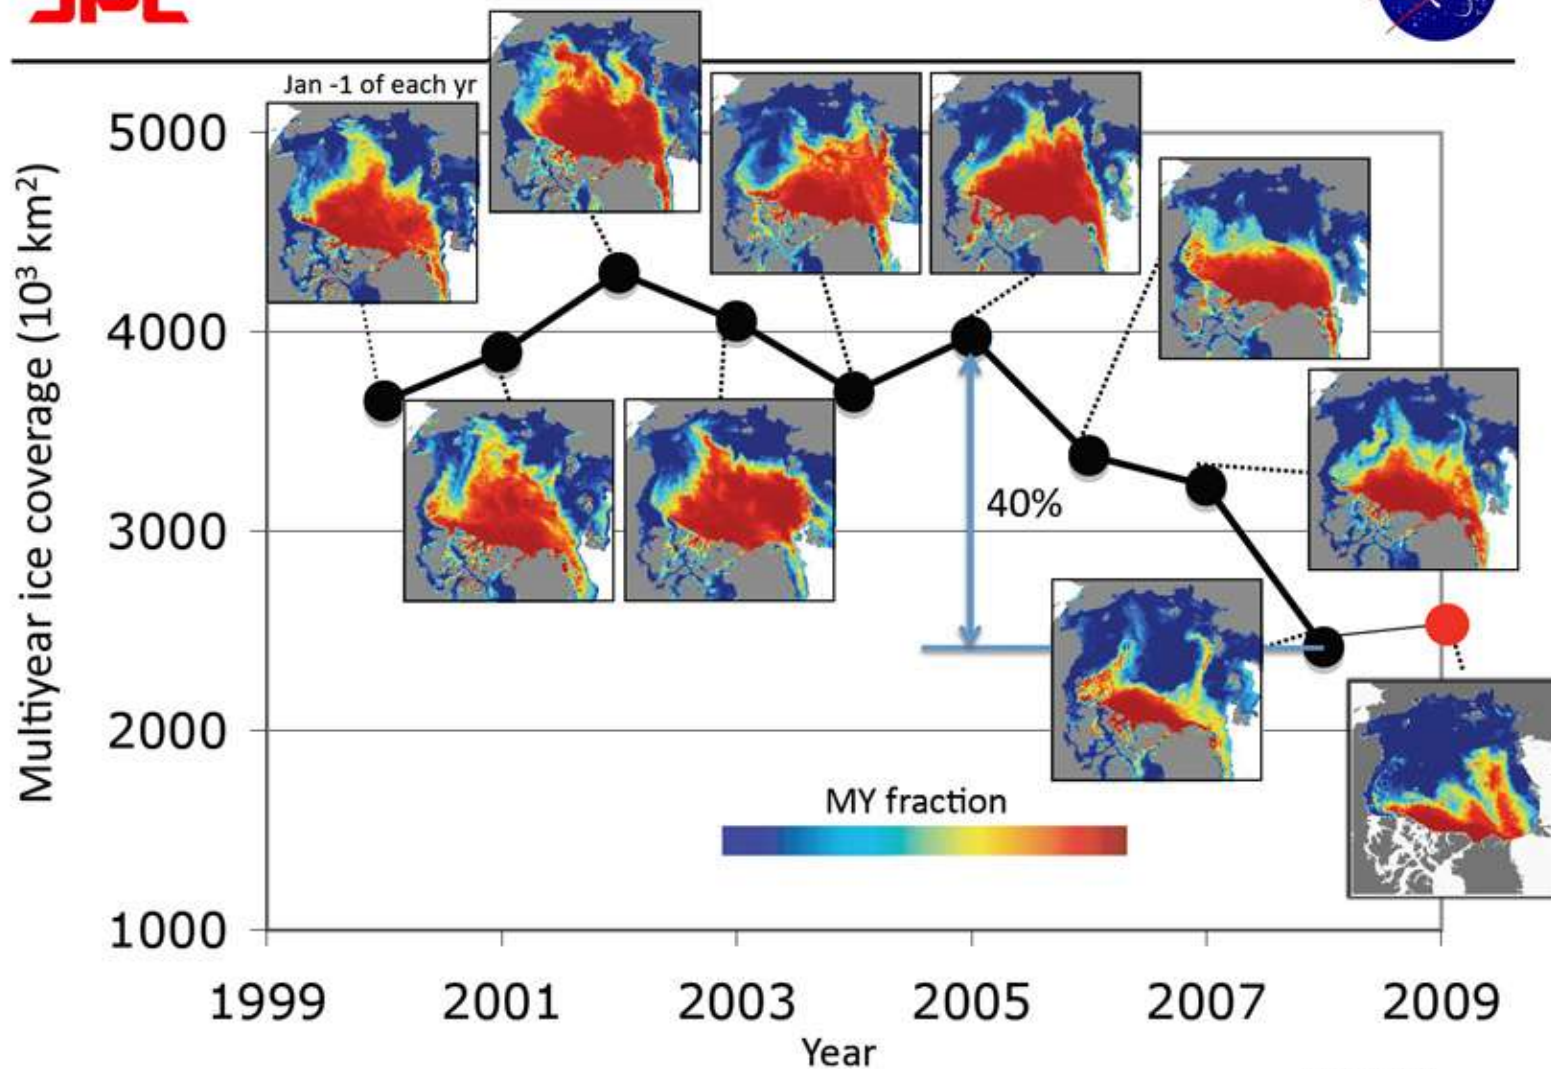 JPL
Jan -1 of each yr
Multiyear ice coverage (10³ km²)
5000
4000
3000
2000
1000
40%
MY fraction
1999 2001 2003 2005 2007 2009
Year